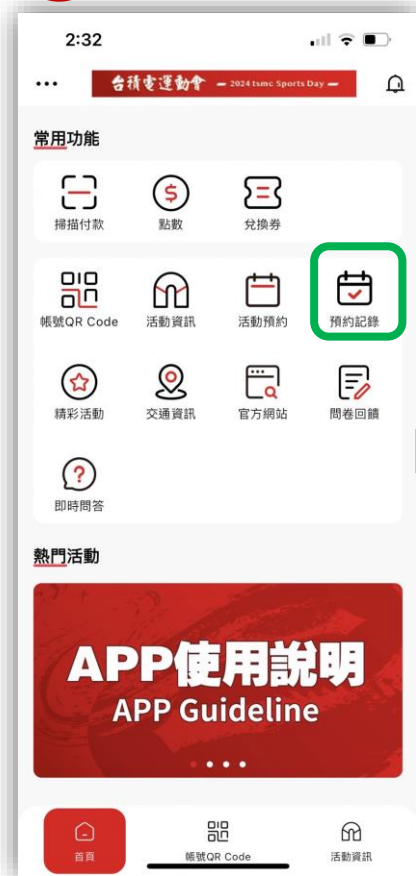 2:32
台積電運動會 — 2024 tsmc Sports Day —
常用功能
掃描付款 點數 兌換券
帳號QR Code 活動資訊 活動預約 預約記錄
精彩活動 交通資訊 官方網站 問卷回饋
即時問答
熱門活動
APP使用說明
APP Guideline
首頁 帳號QR Code 活動資訊